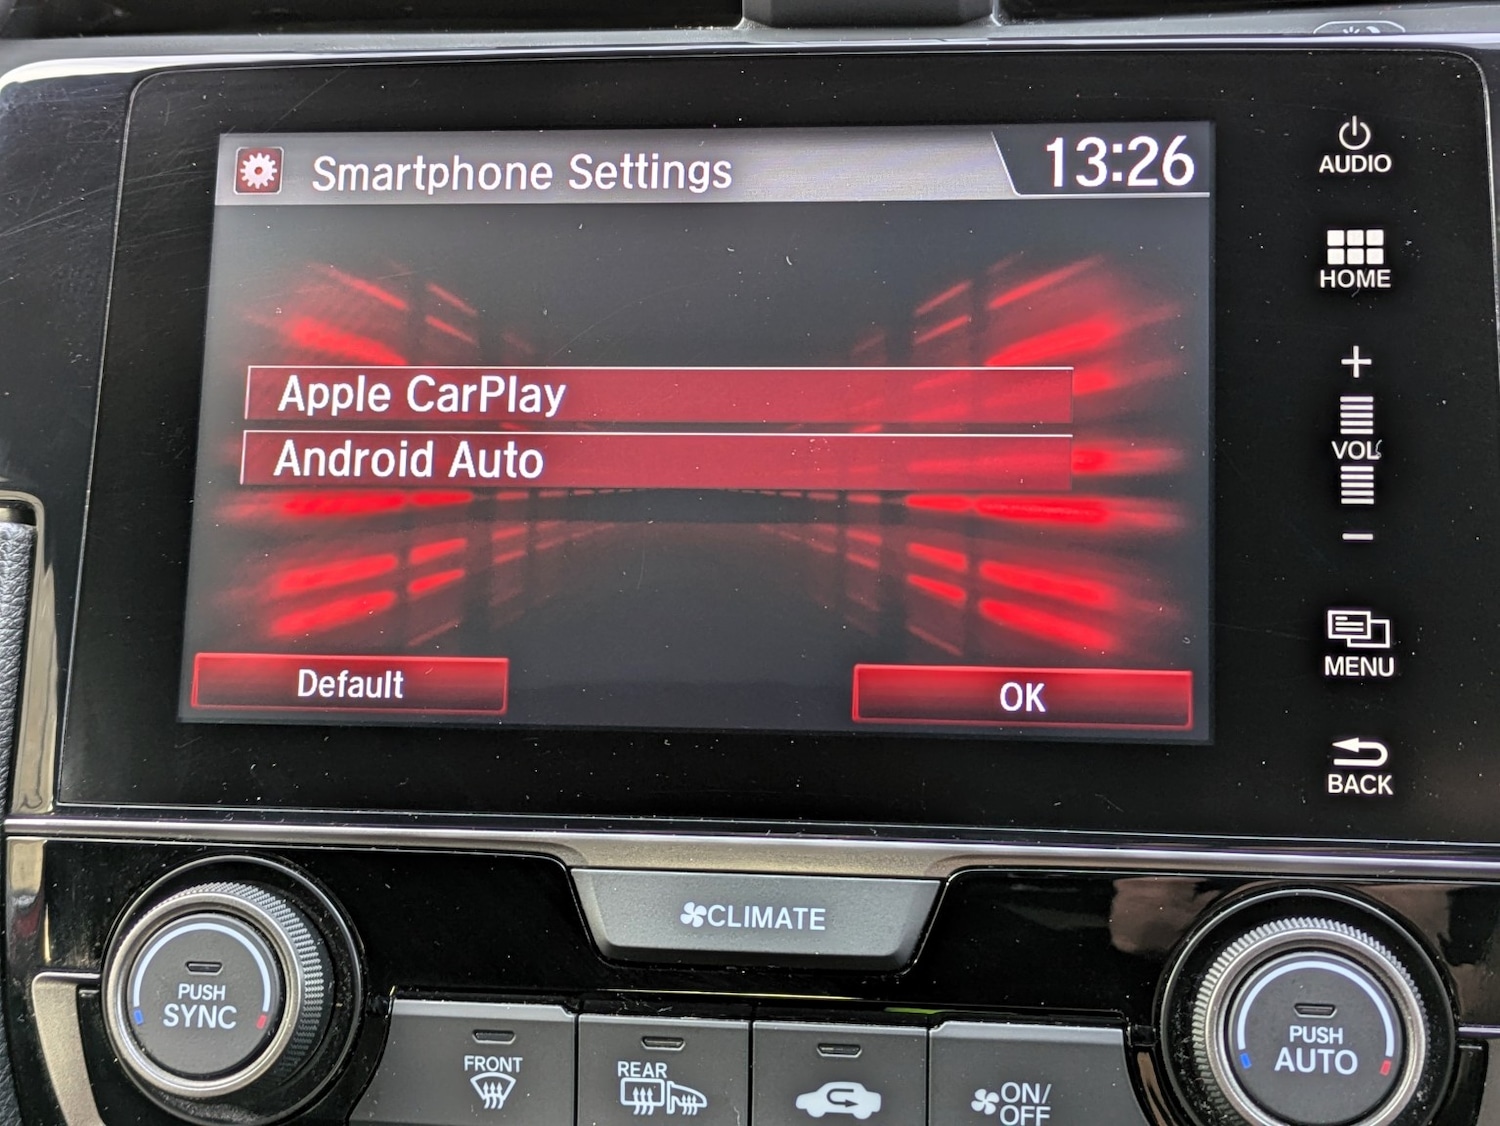 Smartphone Settings
13:26
AUDIO
HOME
Apple CarPlay
+
VOL
Android Auto
−
MENU
Default
OK
BACK
CLIMATE
PUSH
SYNC
PUSH
AUTO
FRONT
REAR
ON/
OFF